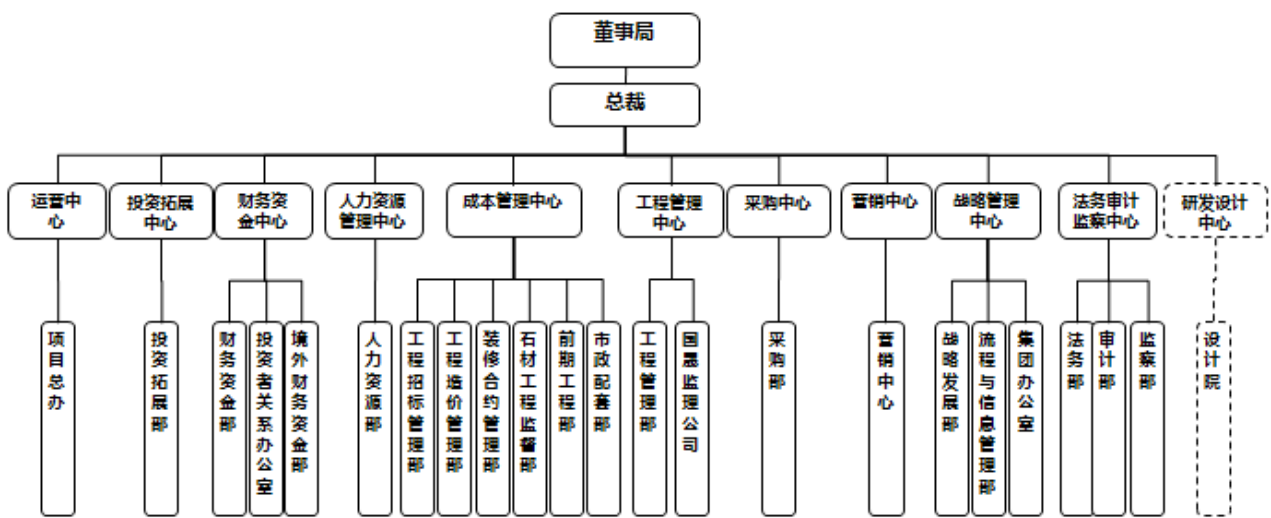 董事局
总裁
运营中
心
投资拓展
中心
财务资
金中心
人力资源
管理中心
成本管理中心
工程管理
中心
采购中心
营销中心
战略管理
中心
法务审计
监察中心
研发设计
中心
项目总办
投资拓展部
财务资金部
投资者关系办公室
境外财务资金部
人力资源部
工程招标管理部
工程造价管理部
装修合约管理部
石材工程监督部
前期工程部
市政配套部
工程管理部
国晟监理公司
采购部
营销中心
战略发展部
流程与信息管理部
集团办公室
法务部
审计部
监察部
设计院